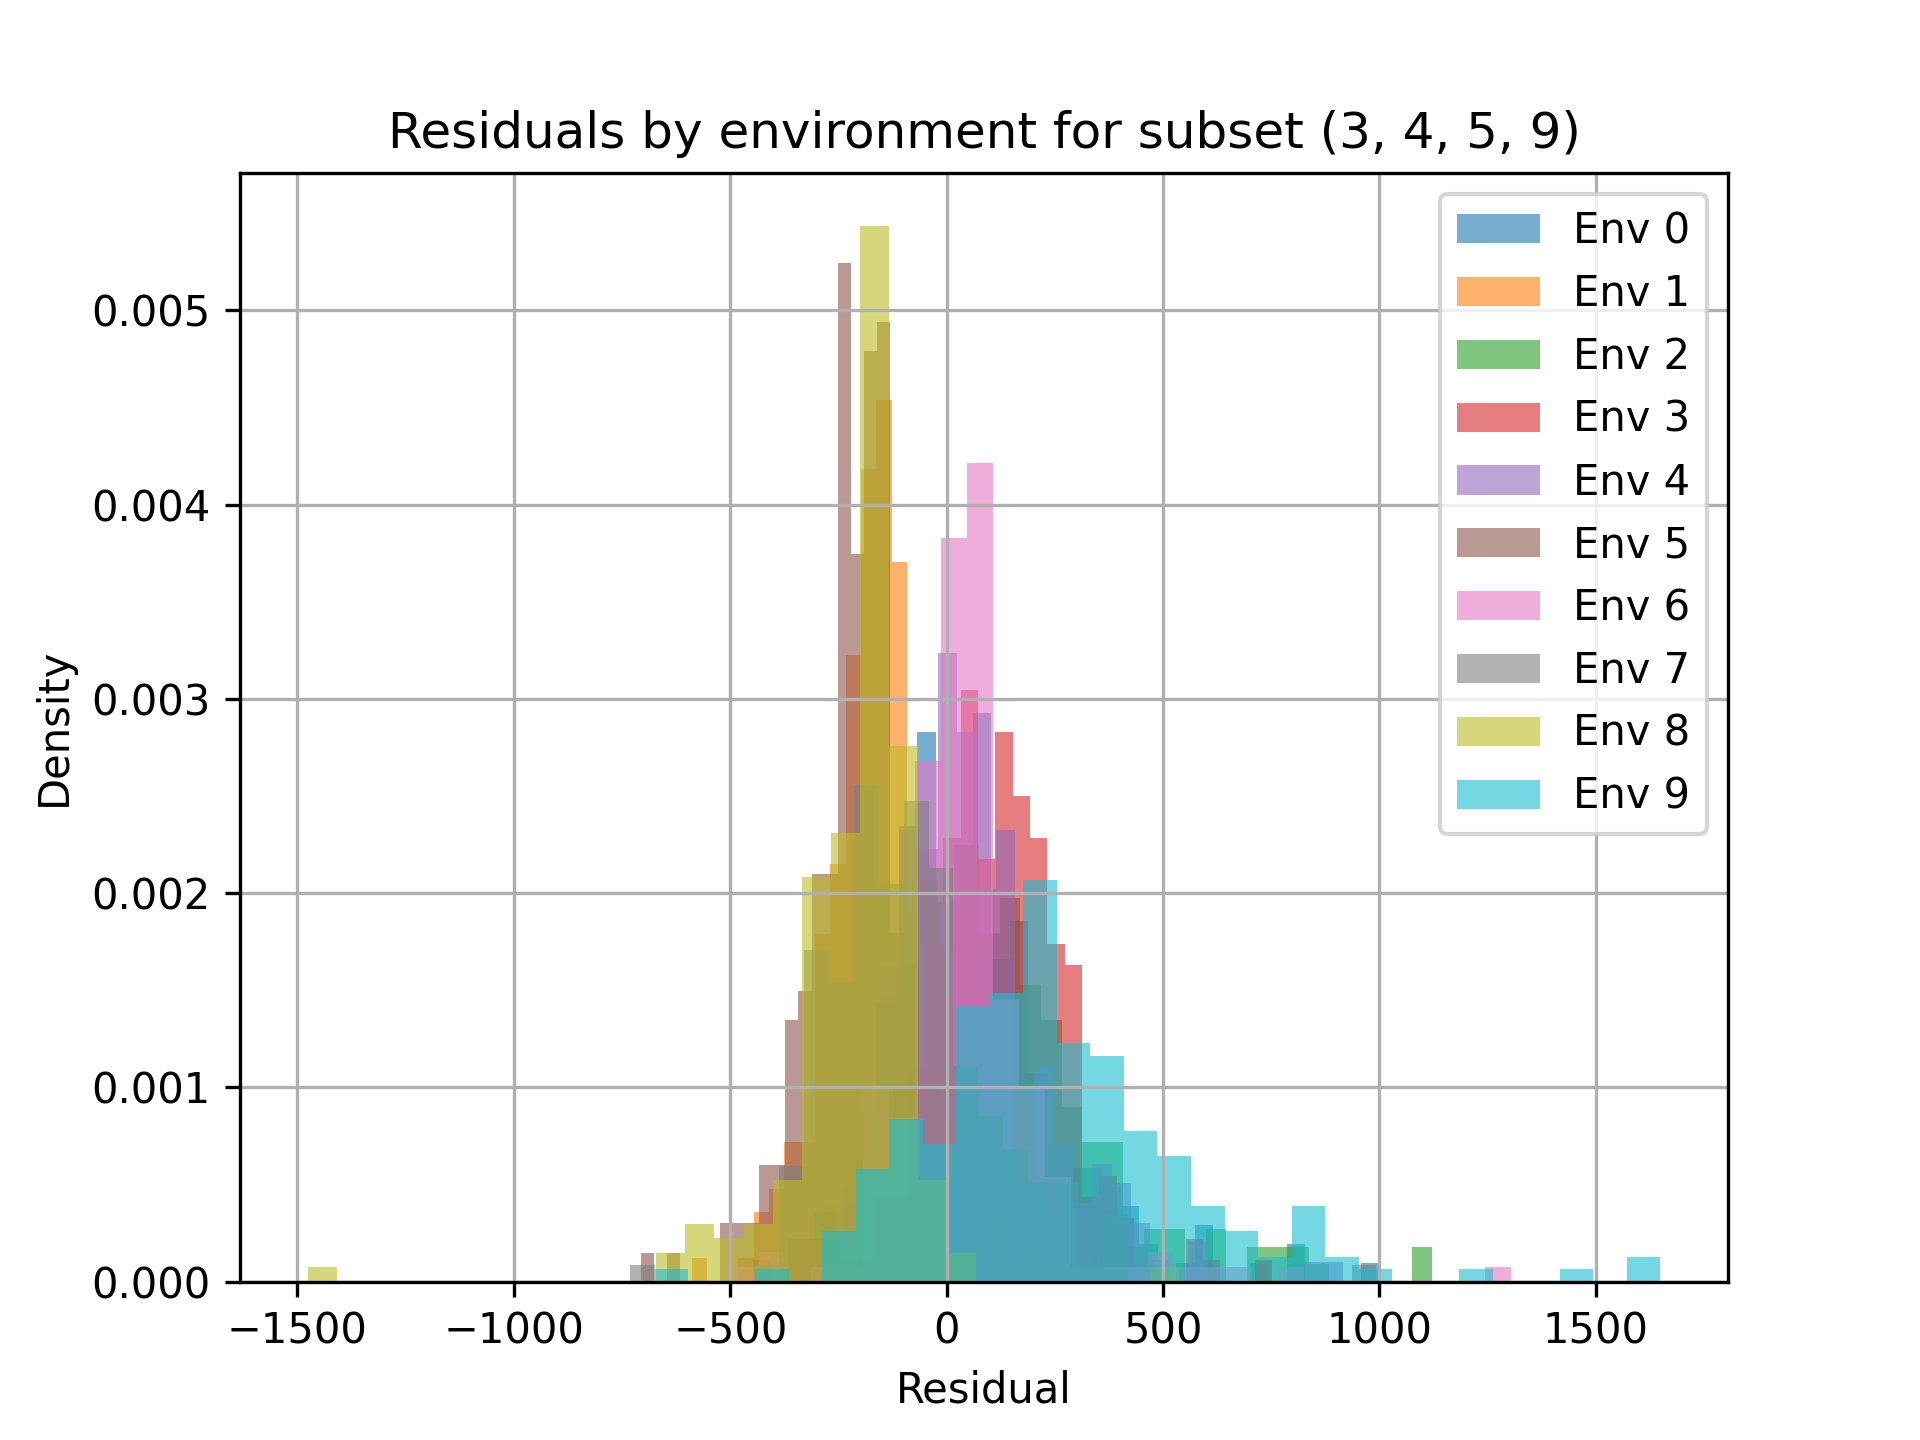 Residuals by environment for subset (3, 4, 5, 9)
Env 0
Env 1
Env 2
Env 3
Env 4
Env 5
Env 6
Env 7
Env 8
Env 9
Density
0.005
0.004
0.003
0.002
0.001
0.000
−1500 −1000 −500 0 500 1000 1500
Residual